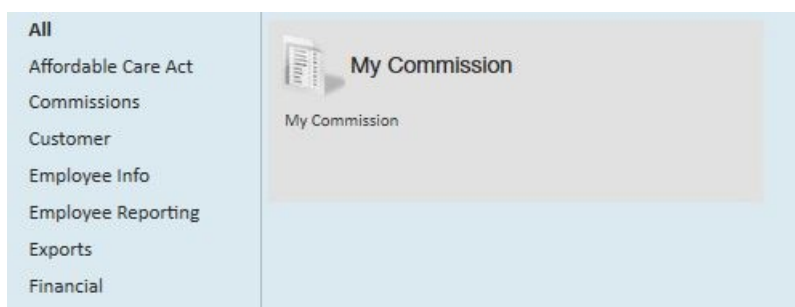 All
Affordable Care Act
Commissions
Customer
Employee Info
Employee Reporting
Exports
Financial
My Commission
My Commission